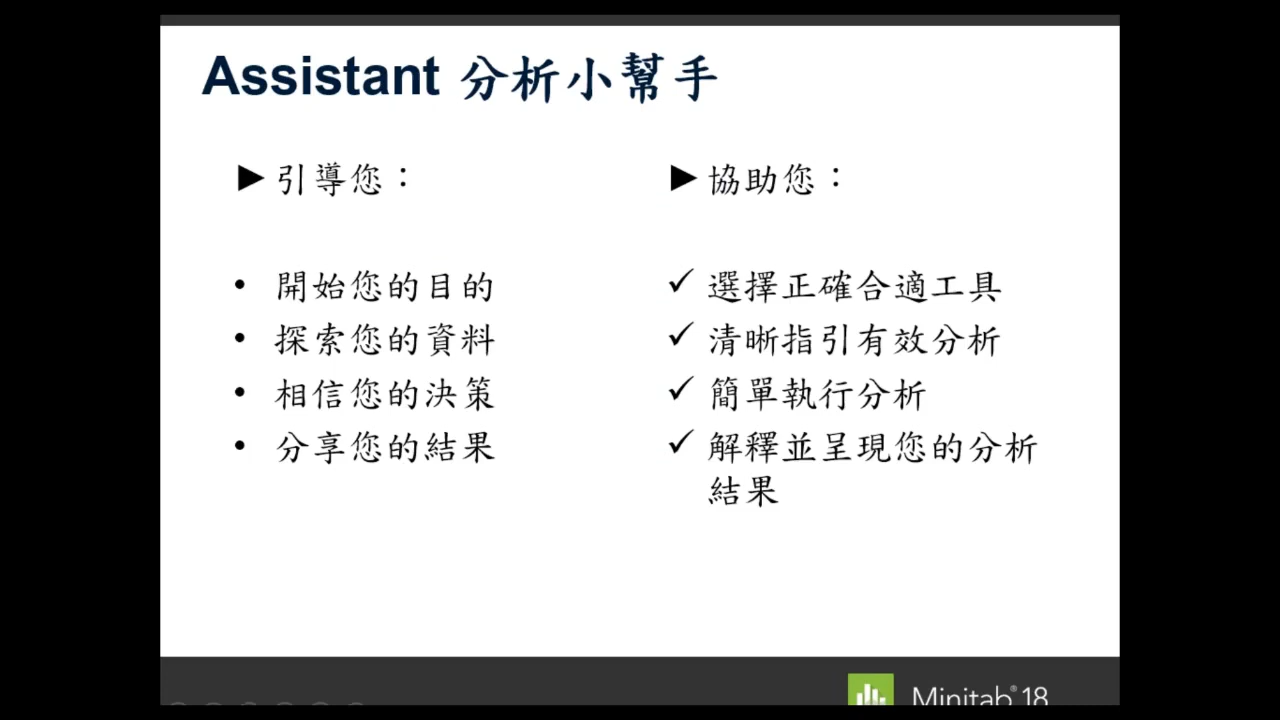 Assistant 分析小幫手
►引導您：
• 開始您的目的
• 探索您的資料
• 相信您的決策
• 分享您的結果
►協助您：
✓ 選擇正確合適工具
✓ 清晰指引有效分析
✓ 簡單執行分析
✓ 解釋並呈現您的分析
結果
Minitab® 18